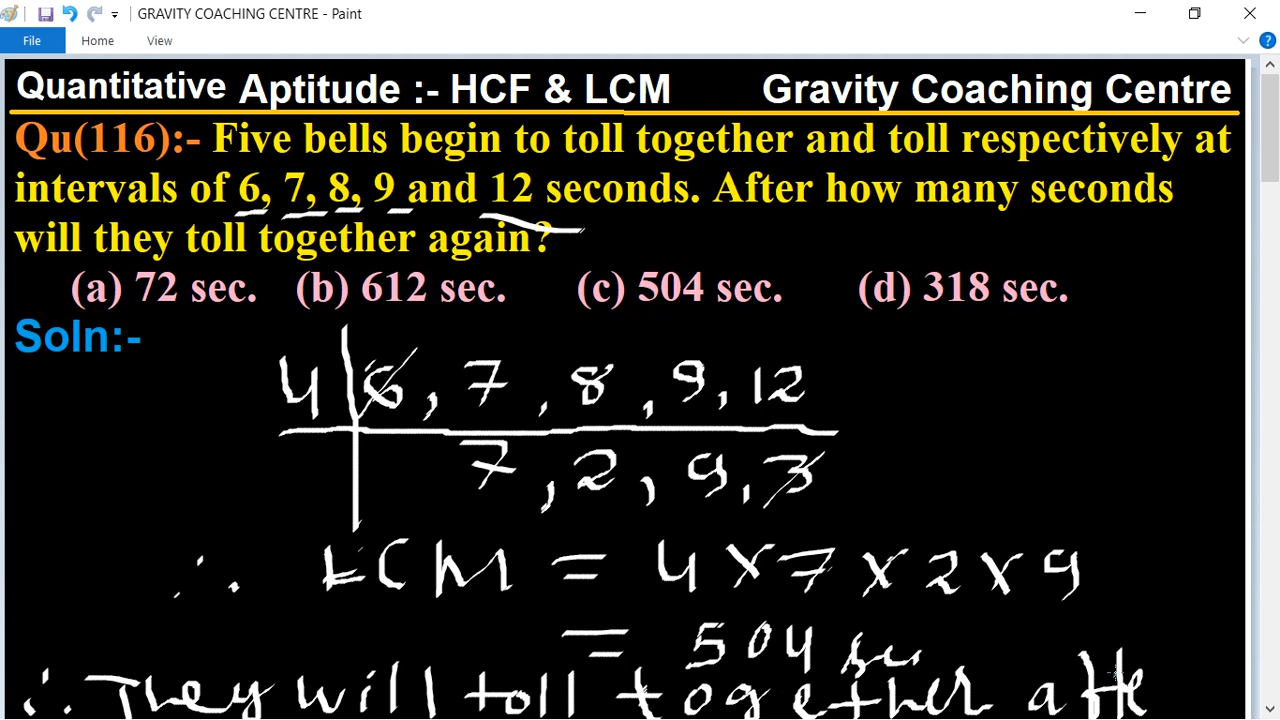 GRAVITY COACHING CENTRE - Paint
File Home View
Quantitative Aptitude :- HCF & LCM Gravity Coaching Centre
Qu(116):- Five bells begin to toll together and toll respectively at
intervals of 6, 7, 8, 9 and 12 seconds. After how many seconds
will they toll together again?
(a) 72 sec. (b) 612 sec. (c) 504 sec. (d) 318 sec.
Soln:-
4 | 6, 7, 8, 9, 12
7, 2, 9, 3
∴ LCM = 4 × 7 × 2 × 9
= 504 sec
∴ They will toll together afte